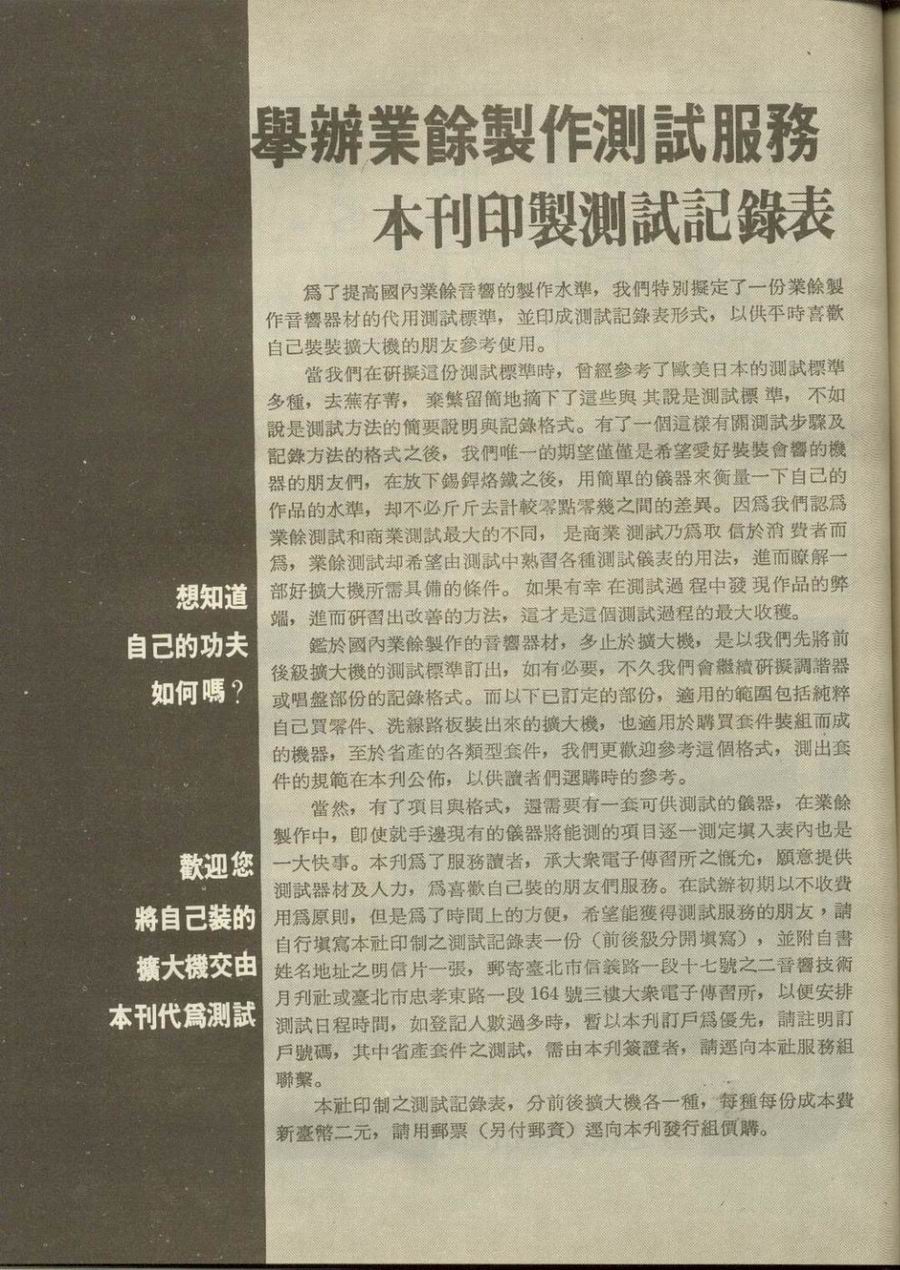 舉辦業餘製作測試服務
本刊印製測試記錄表
為了提高國內業餘音響的製作水準，我們特別擬定了一份業餘製
作音響器材的代用測試標準，並印成測試記錄表形式，以供平時喜歡
自己裝裝擴大機的朋友參考使用。
當我們在研擬這份測試標準時，曾經參考了歐美日本的測試標準
多種，去蕪存菁，棄繁留簡地摘下了這些與其說是測試標準，不如
說是測試方法的簡要說明與記錄格式。有了一個這樣有關測試步驟及
記錄方法的格式之後，我們唯一的期望僅僅是希望愛好裝裝會響的機
器的朋友們，在放下錫銲烙鐵之後，用簡單的儀器來衡量一下自己的
作品的水準，却不必斤斤去計較零點零幾之間的差異。因為我們認為
業餘測試和商業測試最大的不同，是商業測試乃為取信於消費者而
為，業餘測試却希望由測試中熟習各種測試儀表的用法，進而瞭解一
部好擴大機所需具備的條件。如果有幸在測試過程中發現作品的弊
端，進而研習出改善的方法，這才是這個測試過程的最大收穫。
鑑於國內業餘製作的音響器材，多止於擴大機，是以我們先將前
後級擴大機的測試標準訂出，如有必要，不久我們會繼續研擬調諧器
或唱盤部份的記錄格式。而以下已訂定的部份，適用的範圍包括純粹
自己買零件、洗線路板裝出來的擴大機，也適用於購買套件裝組而成
的機器，至於省產的各類型套件，我們更歡迎參考這個格式，測出套
件的規範在本刊公佈，以供讀者們選購時的參考。
當然，有了項目與格式，還需要有一套可供測試的儀器，在業餘
製作中，卽使就手邊現有的儀器將能測的項目逐一測定填入表內也是
一大快事。本刊為了服務讀者，承大衆電子傳習所之慨允，願意提供
測試器材及人力，為喜歡自己裝的朋友們服務。在試辦初期以不收費
用為原則，但是為了時間上的方便，希望能獲得測試服務的朋友，請
自行填寫本社印制之測試記錄表一份（前後級分開填寫），並附自書
姓名地址之明信片一張，郵寄臺北市信義路一段十七號之二音響技術
月刊社或臺北市忠孝東路一段164號三樓大衆電子傳習所，以便安排
測試日程時間，如登記人數過多時，暫以本刊訂戶為優先，請註明訂
戶號碼，其中省產套件之測試，需由本刊簽證者，請逕向本社服務組
聯繫。
本社印制之測試記錄表，分前後擴大機各一種，每種每份成本費
新臺幣二元，請用郵票（另付郵資）逕向本刊發行組價購。
想知道
自己的功夫
如何嗎？
歡迎您
將自己裝的
擴大機交由
本刊代為測試